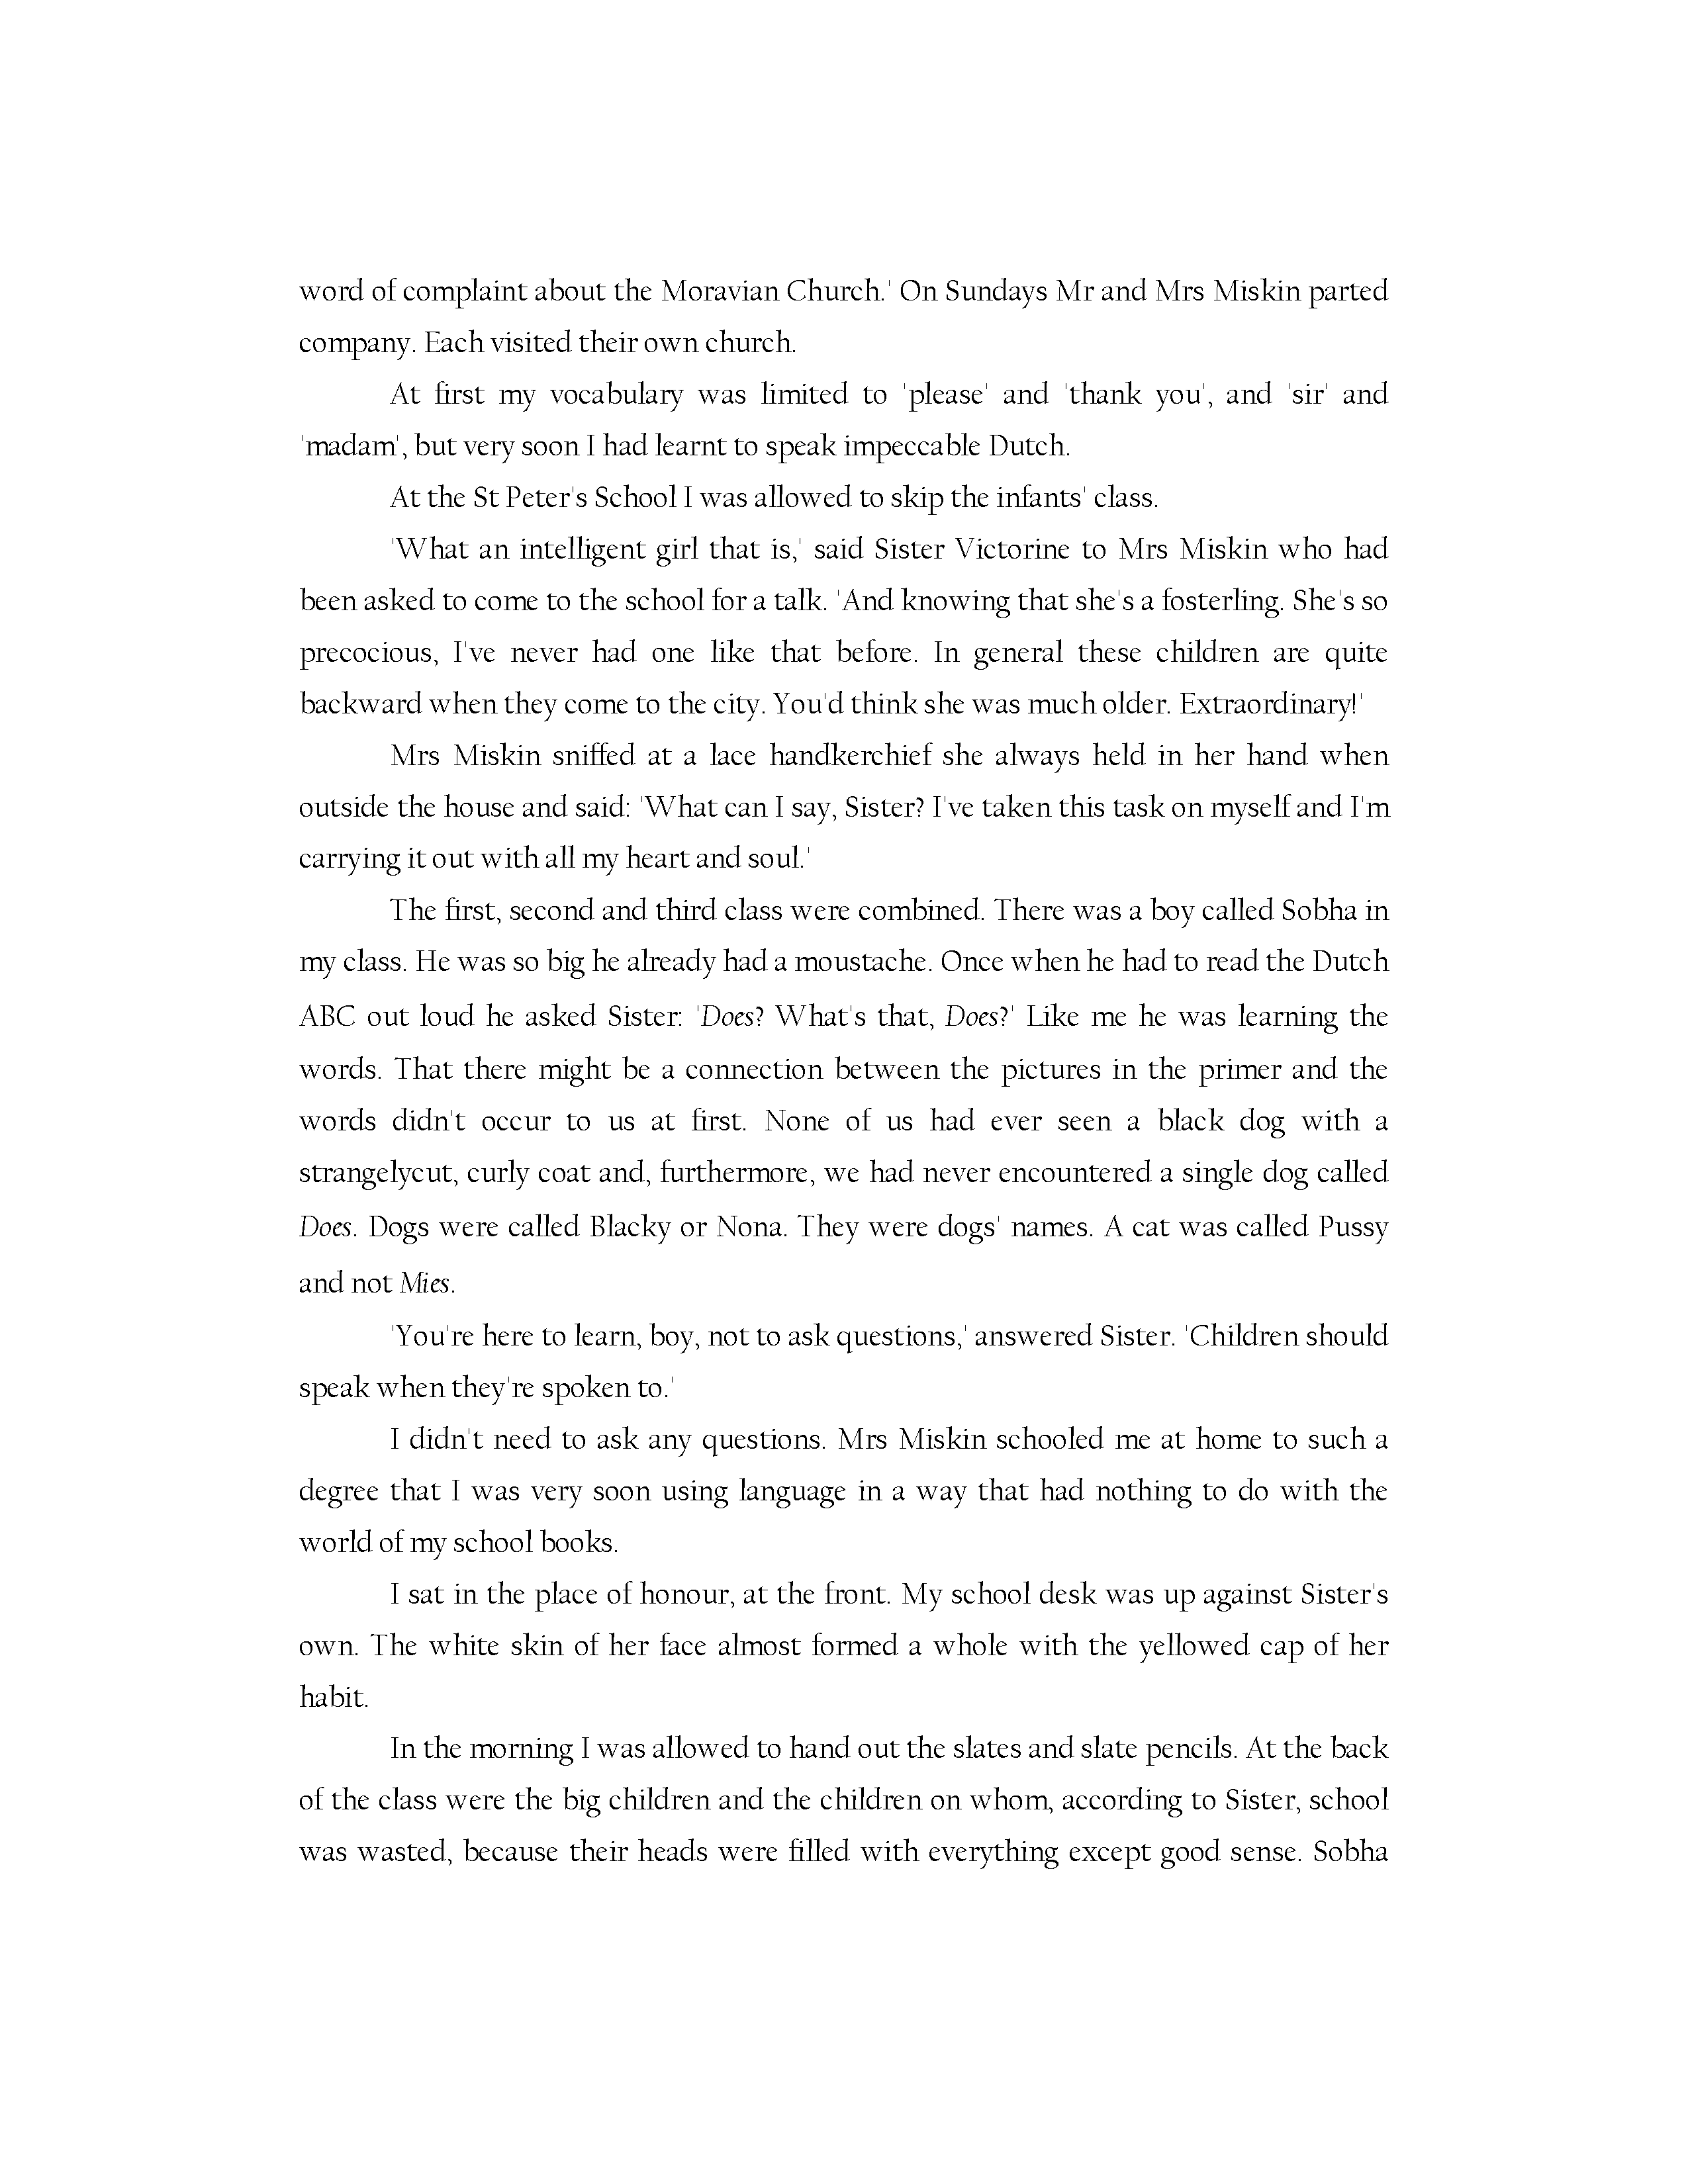 word of complaint about the Moravian Church.' On Sundays Mr and Mrs Miskin parted
company. Each visited their own church.
At first my vocabulary was limited to 'please' and 'thank you', and 'sir' and
'madam', but very soon I had learnt to speak impeccable Dutch.
At the St Peter's School I was allowed to skip the infants' class.
'What an intelligent girl that is,' said Sister Victorine to Mrs Miskin who had
been asked to come to the school for a talk. 'And knowing that she's a fosterling. She's so
precocious, I've never had one like that before. In general these children are quite
backward when they come to the city. You'd think she was much older. Extraordinary!'
Mrs Miskin sniffed at a lace handkerchief she always held in her hand when
outside the house and said: 'What can I say, Sister? I've taken this task on myself and I'm
carrying it out with all my heart and soul.'
The first, second and third class were combined. There was a boy called Sobha in
my class. He was so big he already had a moustache. Once when he had to read the Dutch
ABC out loud he asked Sister: 'Does? What's that, Does?' Like me he was learning the
words. That there might be a connection between the pictures in the primer and the
words didn't occur to us at first. None of us had ever seen a black dog with a
strangelycut, curly coat and, furthermore, we had never encountered a single dog called
Does. Dogs were called Blacky or Nona. They were dogs' names. A cat was called Pussy
and not Mies.
'You're here to learn, boy, not to ask questions,' answered Sister. 'Children should
speak when they're spoken to.'
I didn't need to ask any questions. Mrs Miskin schooled me at home to such a
degree that I was very soon using language in a way that had nothing to do with the
world of my school books.
I sat in the place of honour, at the front. My school desk was up against Sister's
own. The white skin of her face almost formed a whole with the yellowed cap of her
habit.
In the morning I was allowed to hand out the slates and slate pencils. At the back
of the class were the big children and the children on whom, according to Sister, school
was wasted, because their heads were filled with everything except good sense. Sobha